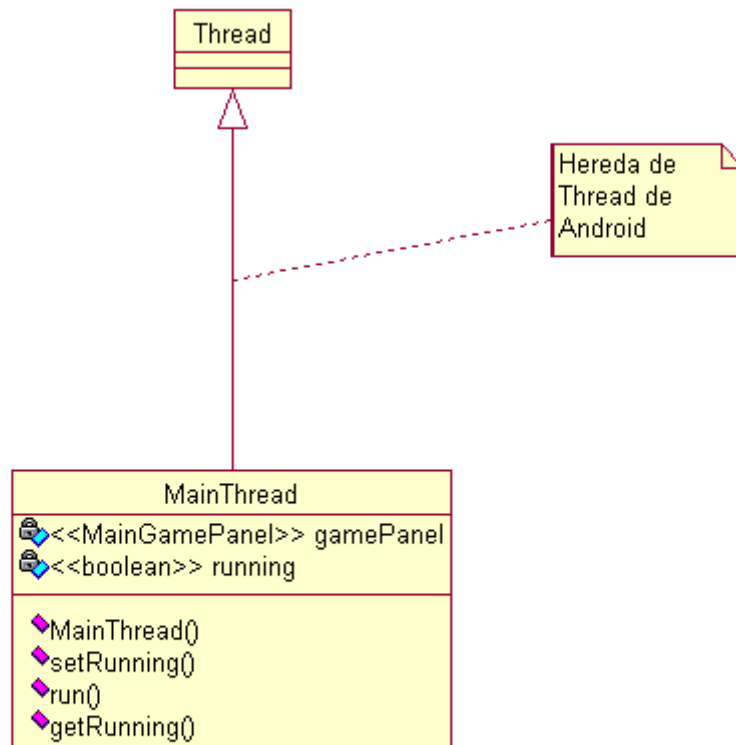 Thread
Hereda de
Thread de
Android
MainThread
<<MainGamePanel>> gamePanel
<<boolean>> running
MainThread()
setRunning()
run()
getRunning()